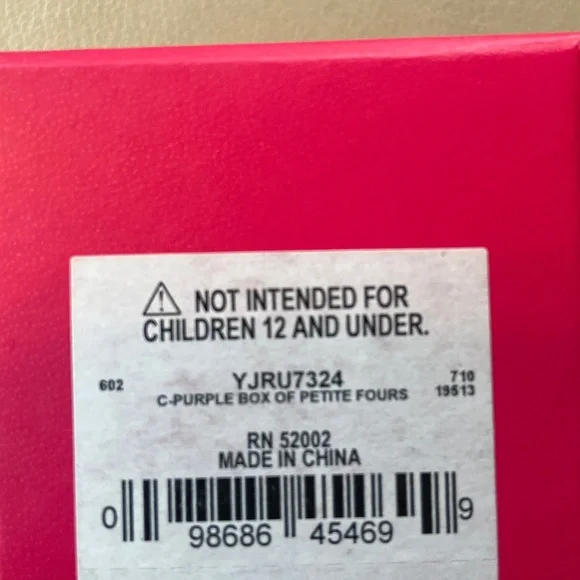 ⚠ NOT INTENDED FOR
CHILDREN 12 AND UNDER.
602 YJRU7324 710
C-PURPLE BOX OF PETITE FOURS 19513
RN 52002
MADE IN CHINA
0 98686 45469 9